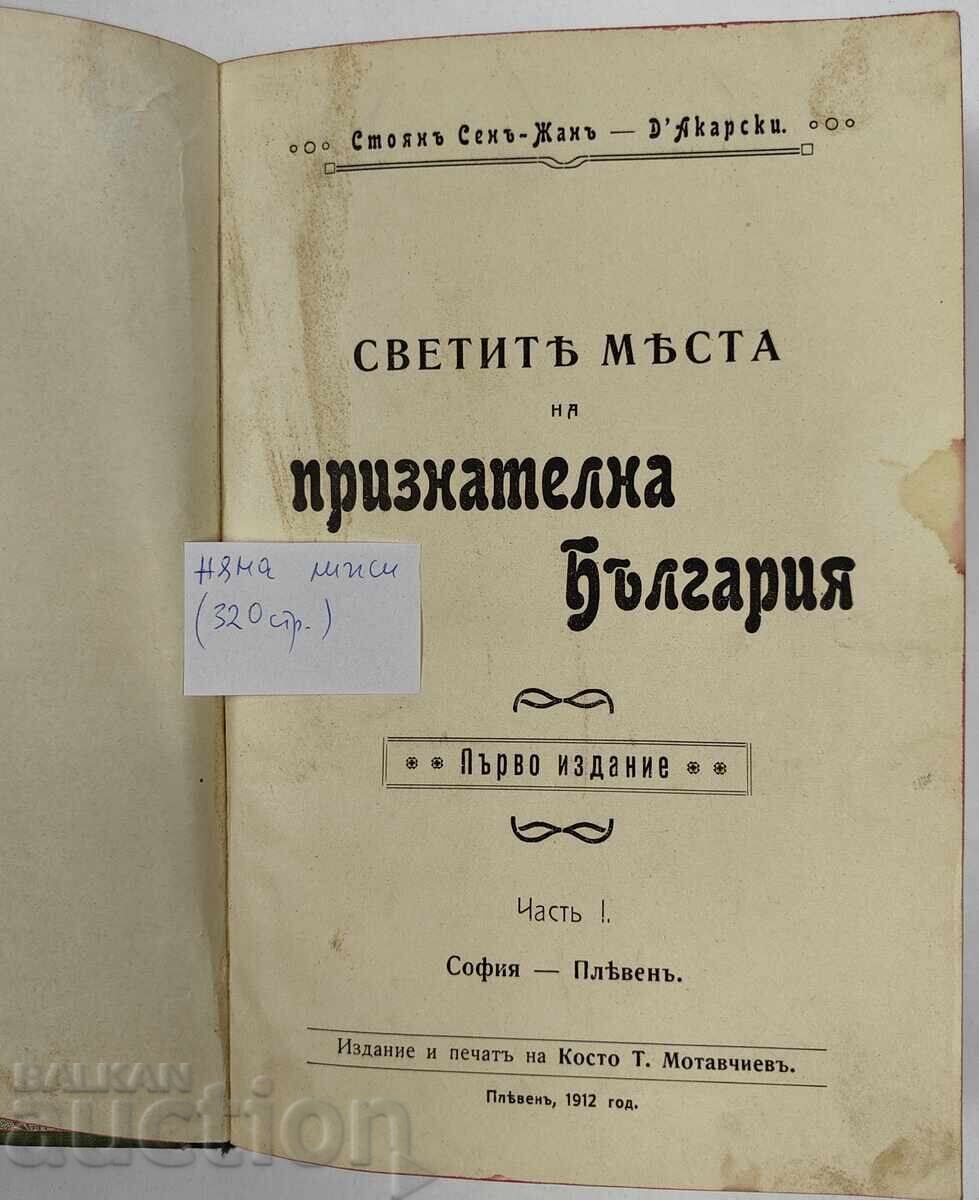 Стоянъ Сенъ-Жанъ — Д'Акарски.
СВЕТИТѢ МѢСТА
НА
признателна
България
няма липси
(320 стр.)
Първо издание
Часть I.
София — Плѣвенъ.
Издание и печатъ на Косто Т. Мотавчиевъ.
Плѣвенъ, 1912 год.
BALKAN
auction